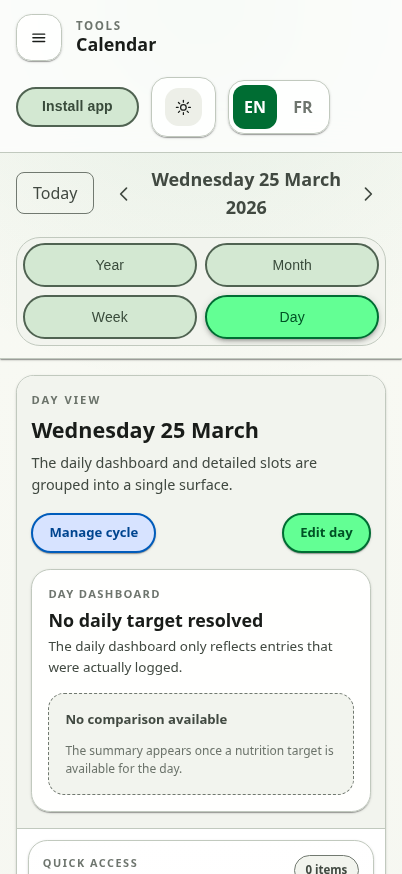 TOOLS
Calendar
Install app
EN
FR
Today
Wednesday 25 March
2026
Year
Month
Week
Day
DAY VIEW
Wednesday 25 March
The daily dashboard and detailed slots are
grouped into a single surface.
Manage cycle
Edit day
DAY DASHBOARD
No daily target resolved
The daily dashboard only reflects entries that
were actually logged.
No comparison available
The summary appears once a nutrition target is
available for the day.
QUICK ACCESS
0 items